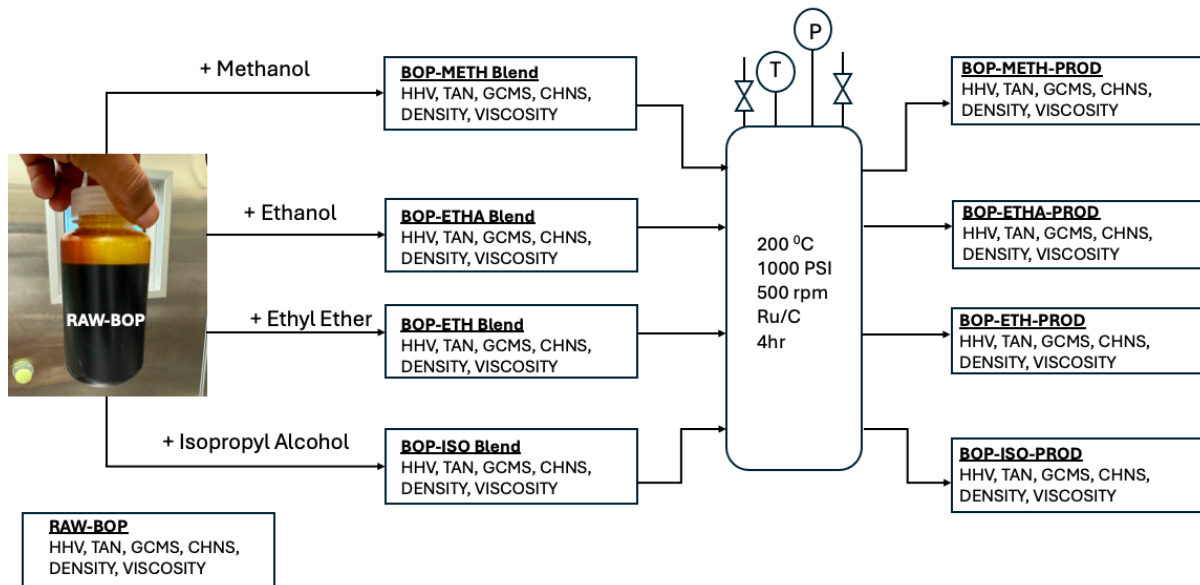 + Methanol
BOP-METH Blend
HHV, TAN, GCMS, CHNS,
DENSITY, VISCOSITY
+ Ethanol
BOP-ETHA Blend
HHV, TAN, GCMS, CHNS,
DENSITY, VISCOSITY
RAW-BOP
+ Ethyl Ether
BOP-ETH Blend
HHV, TAN, GCMS, CHNS,
DENSITY, VISCOSITY
+ Isopropyl Alcohol
BOP-ISO Blend
HHV, TAN, GCMS, CHNS,
DENSITY, VISCOSITY
RAW-BOP
HHV, TAN, GCMS, CHNS,
DENSITY, VISCOSITY
T
P
200 ⁰C
1000 PSI
500 rpm
Ru/C
4hr
BOP-METH-PROD
HHV, TAN, GCMS, CHNS,
DENSITY, VISCOSITY
BOP-ETHA-PROD
HHV, TAN, GCMS, CHNS,
DENSITY, VISCOSITY
BOP-ETH-PROD
HHV, TAN, GCMS, CHNS,
DENSITY, VISCOSITY
BOP-ISO-PROD
HHV, TAN, GCMS, CHNS,
DENSITY, VISCOSITY